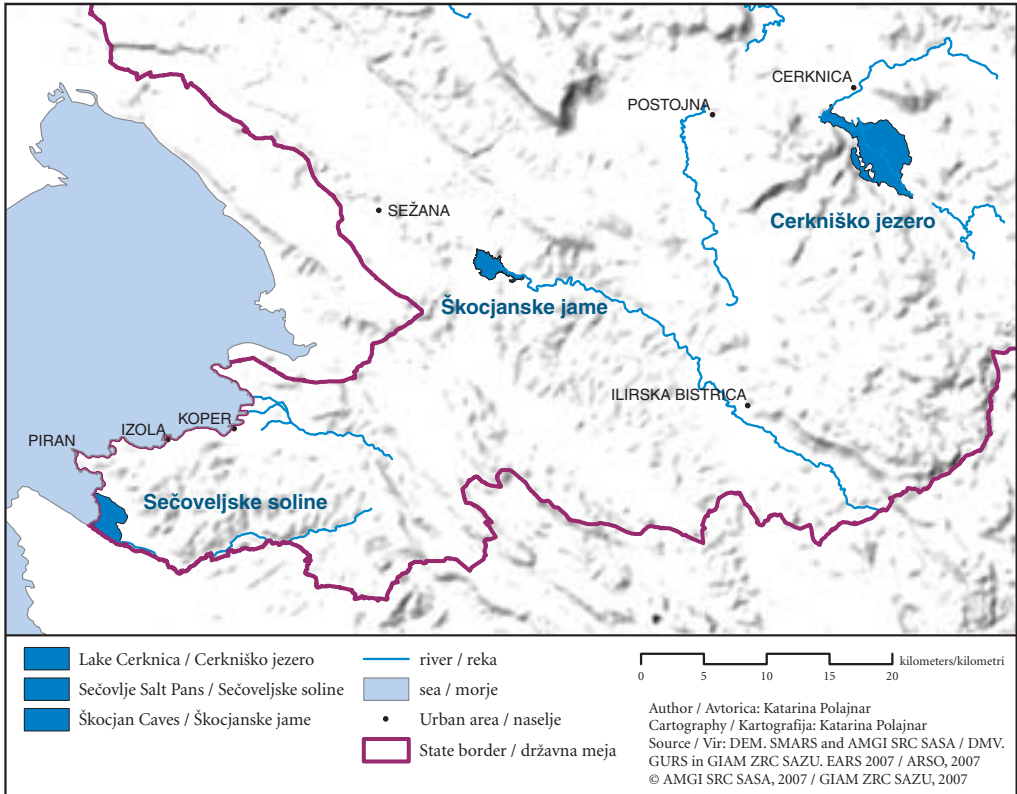 CERKNICA
POSTOJNA
SEŽANA
Cerkniško jezero
Škocjanske jame
ILIRSKA BISTRICA
KOPER
IZOLA
PIRAN
Sečoveljske soline
Lake Cerknica / Cerkniško jezero
Sečovlje Salt Pans / Sečoveljske soline
Škocjan Caves / Škocjanske jame
river / reka
sea / morje
Urban area / naselje
State border / državna meja
kilometers/kilometri
0 5 10 15 20
Author / Avtorica: Katarina Polajnar
Cartography / Kartografija: Katarina Polajnar
Source / Vir: DEM. SMARS and AMGI SRC SASA / DMV.
GURS in GIAM ZRC SAZU. EARS 2007 / ARSO, 2007
© AMGI SRC SASA, 2007 / GIAM ZRC SAZU, 2007